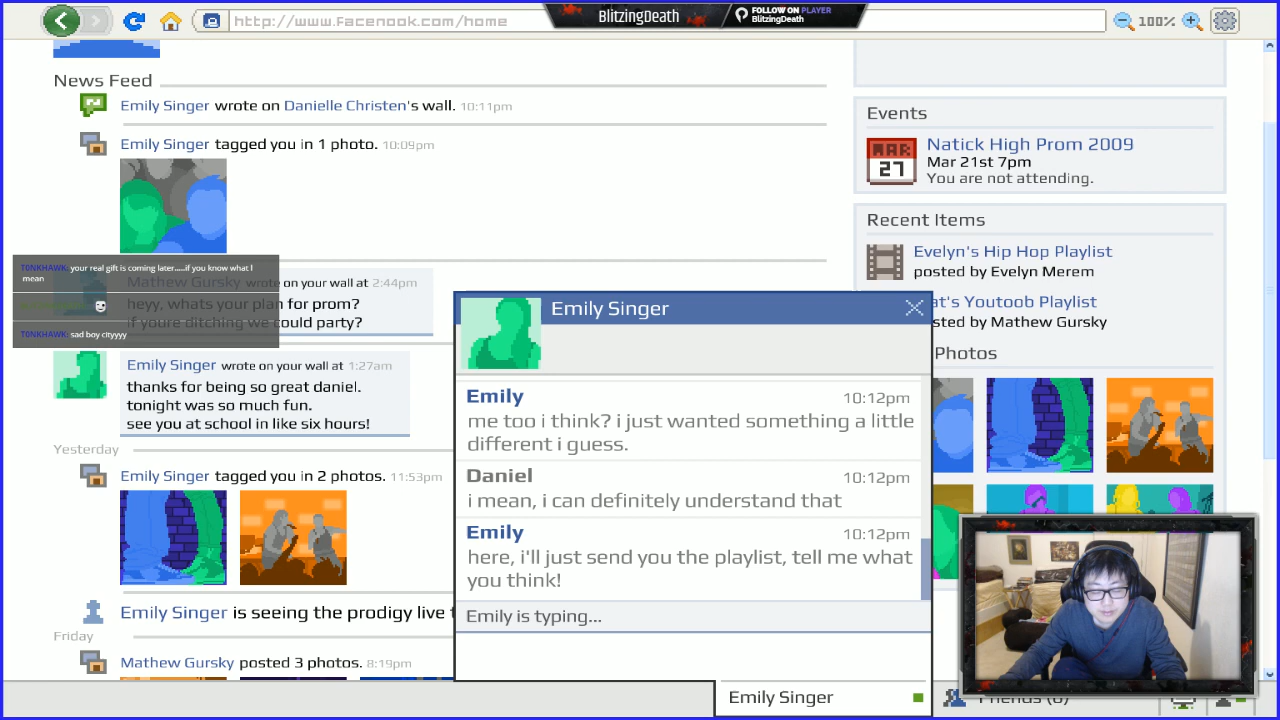 http://www.facenook.com/home
BlitzingDeath
FOLLOW ON PLAYER
BlitzingDeath
100%
News Feed
Emily Singer wrote on Danielle Christen's wall. 10:11pm
Emily Singer tagged you in 1 photo. 10:09pm
T0NKHAWK: your real gift is coming later.....if you know what I
mean
T0NKHAWK: sad boy cityyyy
Mathew Gursky wrote on your wall at 2:44pm
heyy, whats your plan for prom?
if youre ditching we could party?
Emily Singer wrote on your wall at 1:27am
thanks for being so great daniel.
tonight was so much fun.
see you at school in like six hours!
Yesterday
Emily Singer tagged you in 2 photos. 11:53pm
Emily Singer is seeing the prodigy live
Friday
Mathew Gursky posted 3 photos. 8:19pm
Events
MAR
27
Natick High Prom 2009
Mar 21st 7pm
You are not attending.
Recent Items
Evelyn's Hip Hop Playlist
posted by Evelyn Merem
at's Youtoob Playlist
sted by Mathew Gursky
Photos
Emily Singer
Emily 10:12pm
me too i think? i just wanted something a little
different i guess.
Daniel 10:12pm
i mean, i can definitely understand that
Emily 10:12pm
here, i'll just send you the playlist, tell me what
you think!
Emily is typing...
Emily Singer
Friends